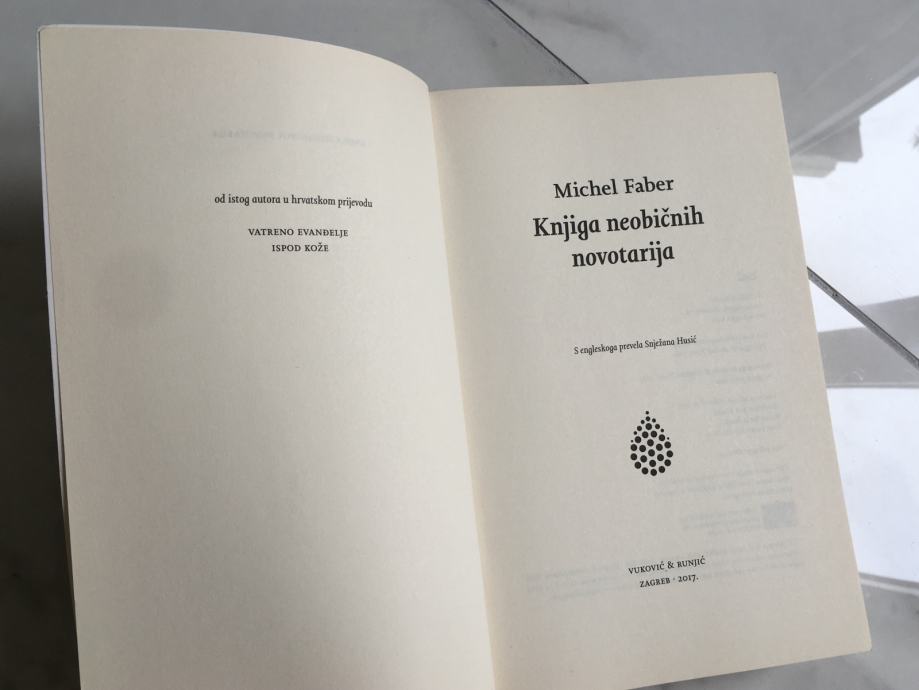 od istog autora u hrvatskom prijevodu
VATRENO EVANĐELJE
ISPOD KOŽE
Michel Faber
Knjiga neobičnih
novotarija
S engleskoga prevela Snježana Husić
VUKOVIĆ & RUNJIĆ
ZAGREB · 2017.